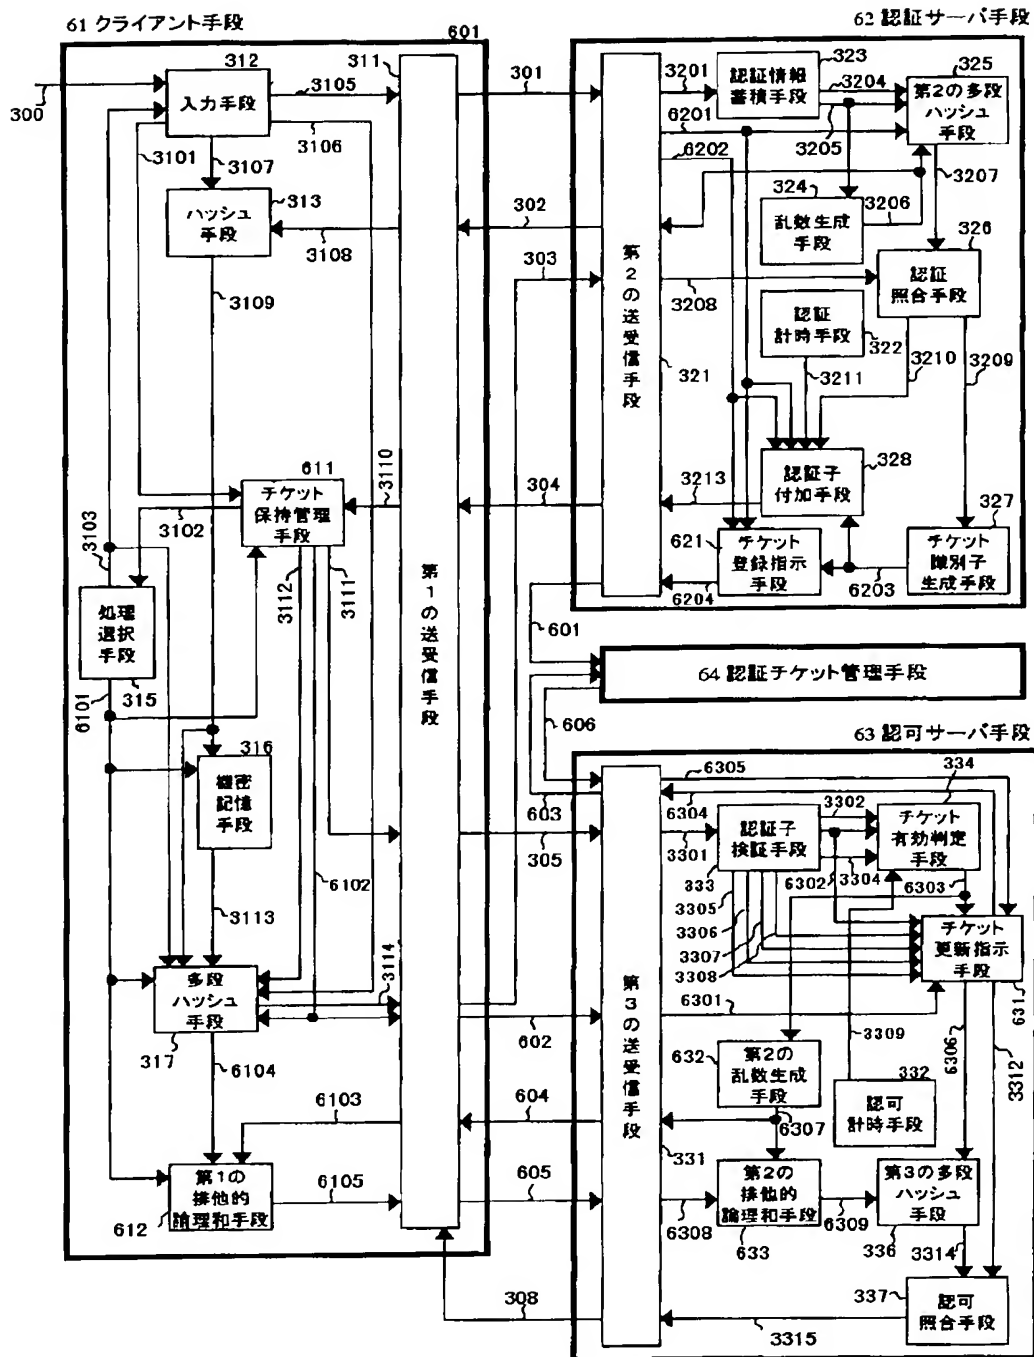 61 クライアント手段
601
62 認証サーバ手段
300
312
入力手段
3105
3106
3101
3107
313
ハッシュ
手段
3108
3109
311
第1の送受信手段
301
302
303
304
305
602
604
605
308
611
チケット
保持管理
手段
3110
3102
3103
3112
3111
処理
選択
手段
315
6101
316
機密
記憶
手段
3113
6102
3114
多段
ハッシュ
手段
317
6104
6103
第1の
排他的
論理和手段
612
6105
第2の送受信手段
321
3201
6201
6202
323
認証情報
蓄積手段
3204
3205
325
第2の多段
ハッシュ
手段
324
乱数生成
手段
3206
3207
326
認証
照合手段
3208
認証
計時手段
322
3211
3210
3209
認証子
付加手段
328
3213
327
チケット
識別子
生成手段
6203
621
チケット
登録指示
手段
6204
601
64 認証チケット管理手段
606
603
63 認可サーバ手段
第3の送受信手段
331
6305
6304
3301
認証子
検証手段
333
3302
6302
3304
334
チケット
有効判定
手段
6303
3305
3306
3307
3308
チケット
更新指示
手段
631
6301
3309
6306
3312
632
第2の
乱数生成
手段
6307
332
認可
計時手段
6308
第2の
排他的
論理和手段
633
6309
第3の多段
ハッシュ
手段
336
3314
337
認可
照合手段
3315